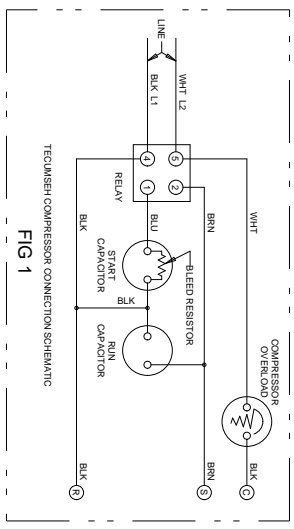 LINE
BLK L1
WHT L2
4
5
1
2
RELAY
WHT
COMPRESSOR
OVERLOAD
BLK
C
BRN
BRN
S
BLU
BLEED RESISTOR
START
CAPACITOR
BLK
RUN
CAPACITOR
BLK
BLK
R
TECUMSEH COMPRESSOR CONNECTION SCHEMATIC
FIG 1